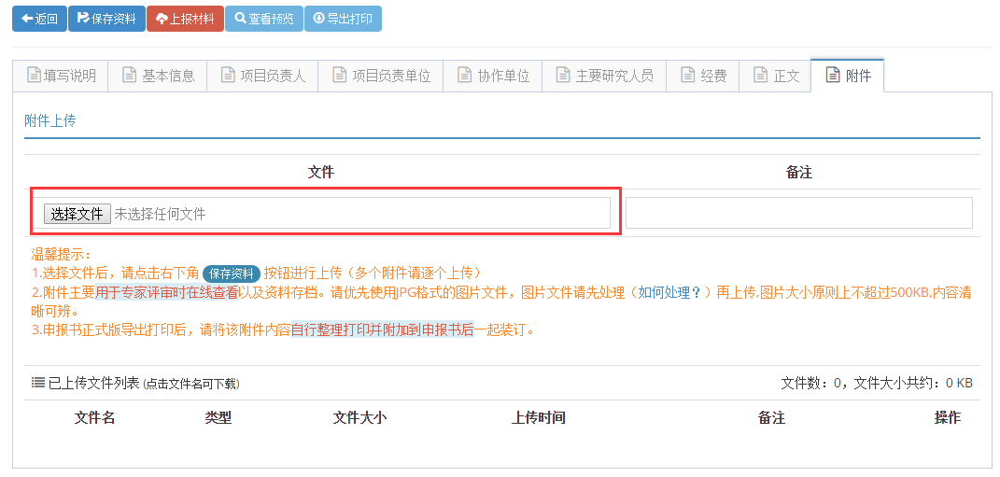 返回 保存资料 上报材料 查看预览 导出打印
填写说明 基本信息 项目负责人 项目负责单位 协作单位 主要研究人员 经费 正文 附件
附件上传
文件 备注
选择文件 未选择任何文件
温馨提示：
1.选择文件后，请点击右下角 保存资料 按钮进行上传（多个附件请逐个上传）
2.附件主要用于专家评审时在线查看以及资料存档。请优先使用JPG格式的图片文件，图片文件请先处理（如何处理？）再上传,图片大小原则上不超过500KB,内容清
晰可辨。
3.申报书正式版导出打印后，请将该附件内容自行整理打印并附加到申报书后一起装订。
已上传文件列表 (点击文件名可下载) 文件数：0，文件大小共约：0 KB
文件名 类型 文件大小 上传时间 备注 操作